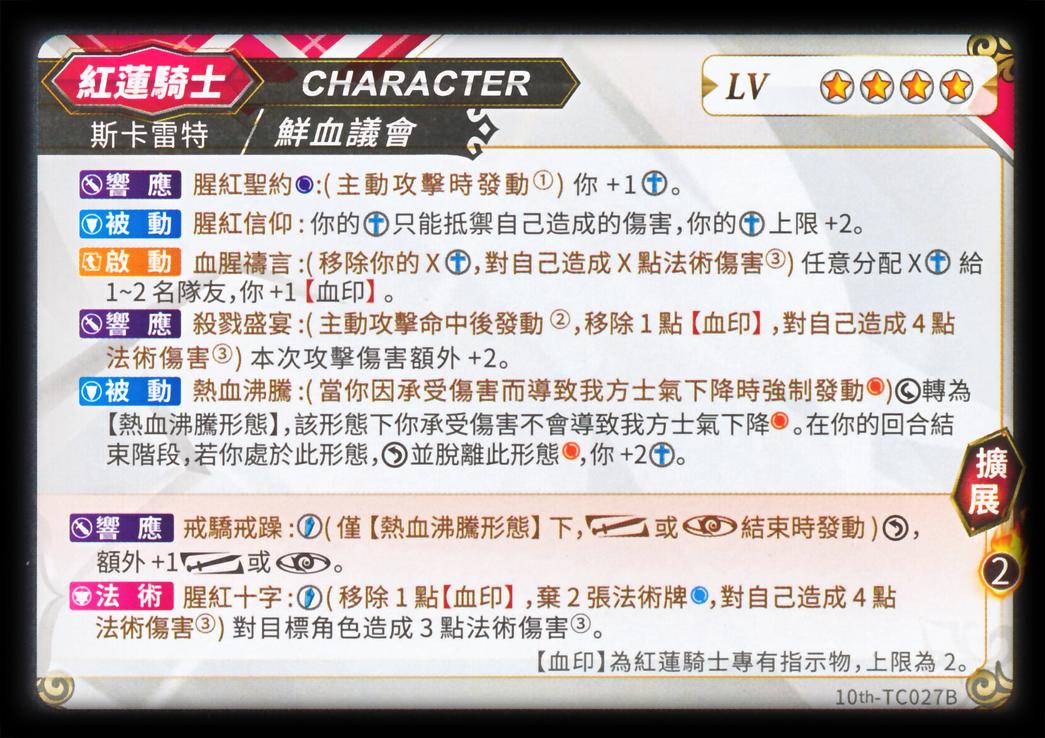 紅蓮騎士 CHARACTER LV
斯卡雷特 / 鮮血議會
響應 腥紅聖約:(主動攻擊時發動①) 你 +1。
被動 腥紅信仰:你的只能抵禦自己造成的傷害,你的上限 +2。
啟動 血腥禱言:(移除你的 X,對自己造成 X 點法術傷害③) 任意分配 X 給
1~2 名隊友,你 +1【血印】。
響應 殺戮盛宴:(主動攻擊命中後發動②,移除 1 點【血印】,對自己造成 4 點
法術傷害③) 本次攻擊傷害額外 +2。
被動 熱血沸騰:(當你因承受傷害而導致我方士氣下降時強制發動)轉為
【熱血沸騰形態】,該形態下你承受傷害不會導致我方士氣下降。在你的回合結
束階段,若你處於此形態,並脫離此形態,你 +2。
擴展
響應 戒驕戒躁:(僅【熱血沸騰形態】下,或結束時發動),
額外 +1或。
2
法術 腥紅十字:(移除 1 點【血印】,棄 2 張法術牌,對自己造成 4 點
法術傷害③) 對目標角色造成 3 點法術傷害③。
【血印】為紅蓮騎士專有指示物,上限為 2。
10th-TC027B